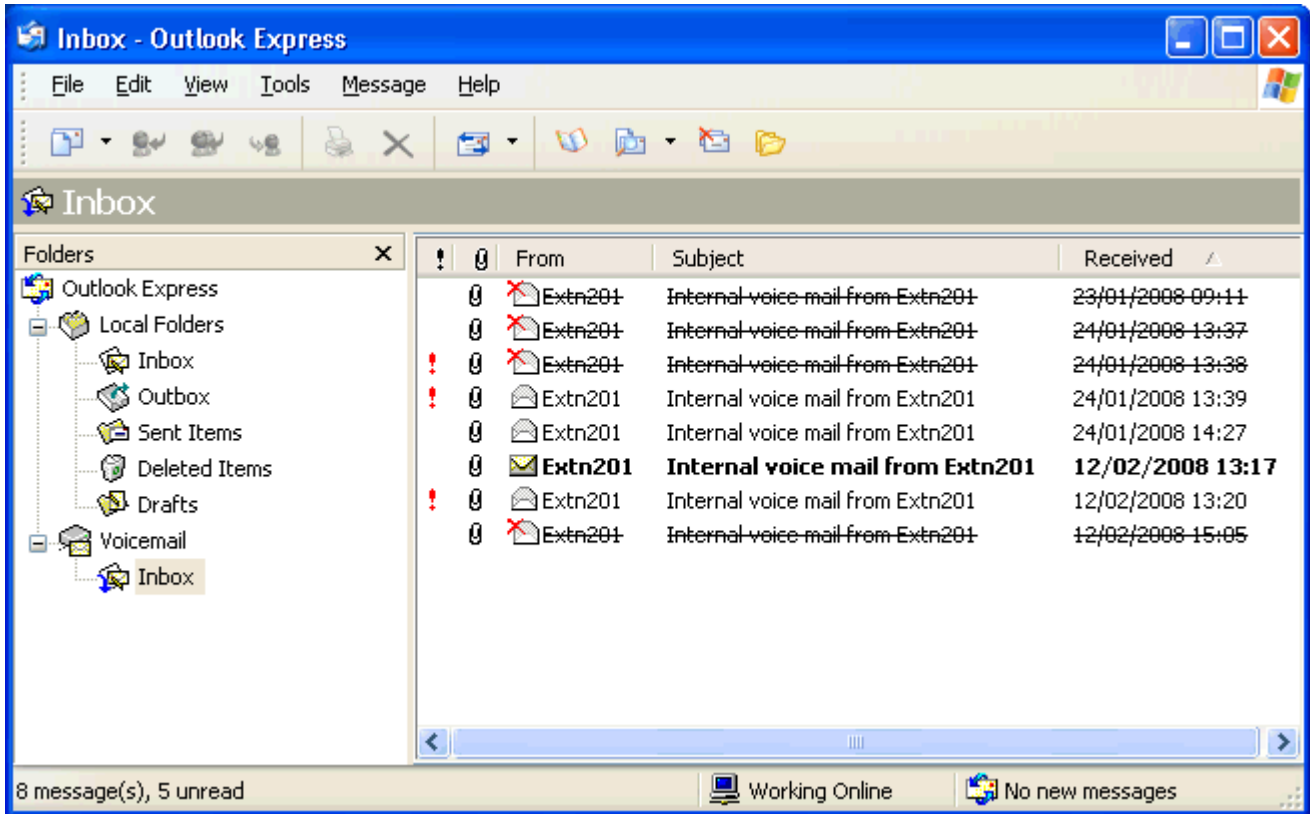 Inbox - Outlook Express
File Edit View Tools Message Help
Inbox
Folders
Outlook Express
Local Folders
Inbox
Outbox
Sent Items
Deleted Items
Drafts
Voicemail
Inbox
! From Subject Received
Extn201 Internal voice mail from Extn201 23/01/2008 09:11
Extn201 Internal voice mail from Extn201 24/01/2008 13:37
! Extn201 Internal voice mail from Extn201 24/01/2008 13:38
! Extn201 Internal voice mail from Extn201 24/01/2008 13:39
Extn201 Internal voice mail from Extn201 24/01/2008 14:27
Extn201 Internal voice mail from Extn201 12/02/2008 13:17
! Extn201 Internal voice mail from Extn201 12/02/2008 13:20
Extn201 Internal voice mail from Extn201 12/02/2008 15:05
8 message(s), 5 unread Working Online No new messages